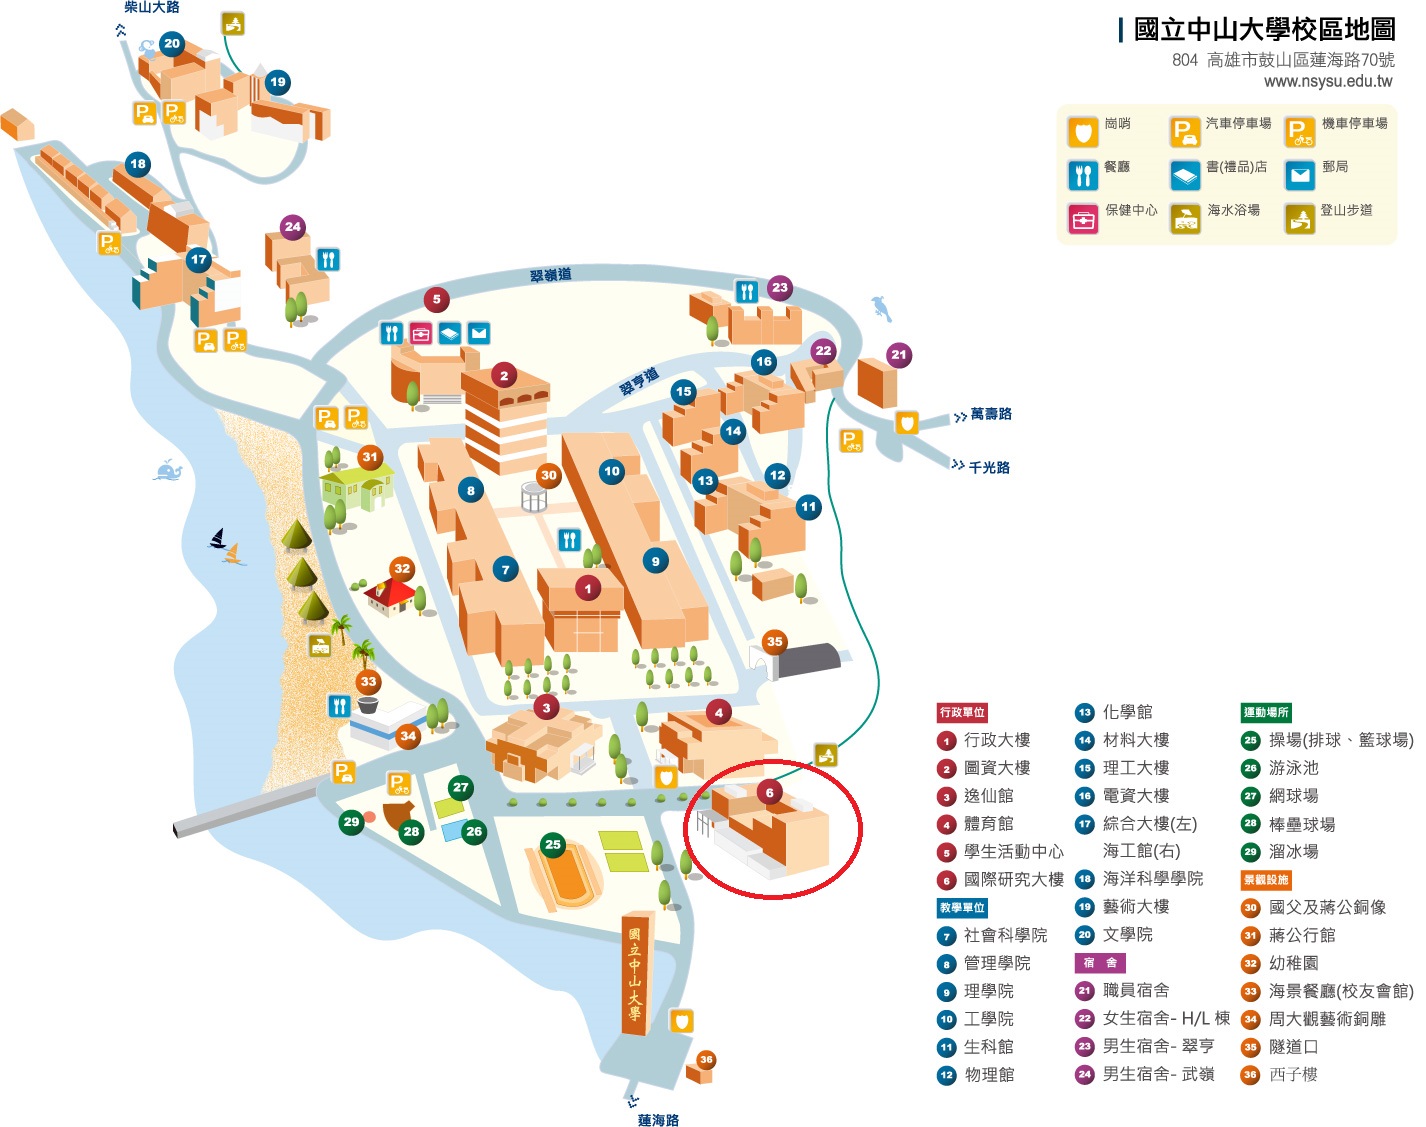 柴山大路
國立中山大學校區地圖
804 高雄市鼓山區蓮海路70號
www.nsysu.edu.tw
崗哨
汽車停車場
機車停車場
餐廳
書(禮品)店
郵局
保健中心
海水浴場
登山步道
20
19
18
24
17
翠嶺道
5
23
22
21
2
16
翠亨道
15
萬壽路
14
千光路
31
30
10
12
8
13
11
32
7
9
1
35
33
3
4
34
27
6
29
28
26
25
國立中山大學
36
蓮海路
行政單位
1 行政大樓
2 圖資大樓
3 逸仙館
4 體育館
5 學生活動中心
6 國際研究大樓
教學單位
7 社會科學院
8 管理學院
9 理學院
10 工學院
11 生科館
12 物理館
13 化學館
14 材料大樓
15 理工大樓
16 電資大樓
17 綜合大樓(左)
海工館(右)
18 海洋科學學院
19 藝術大樓
20 文學院
宿 舍
21 職員宿舍
22 女生宿舍- H/L 棟
23 男生宿舍- 翠亨
24 男生宿舍- 武嶺
運動場所
25 操場(排球、籃球場)
26 游泳池
27 網球場
28 棒壘球場
29 溜冰場
景觀設施
30 國父及蔣公銅像
31 蔣公行館
32 幼稚園
33 海景餐廳(校友會館)
34 周大觀藝術銅雕
35 隧道口
36 西子樓